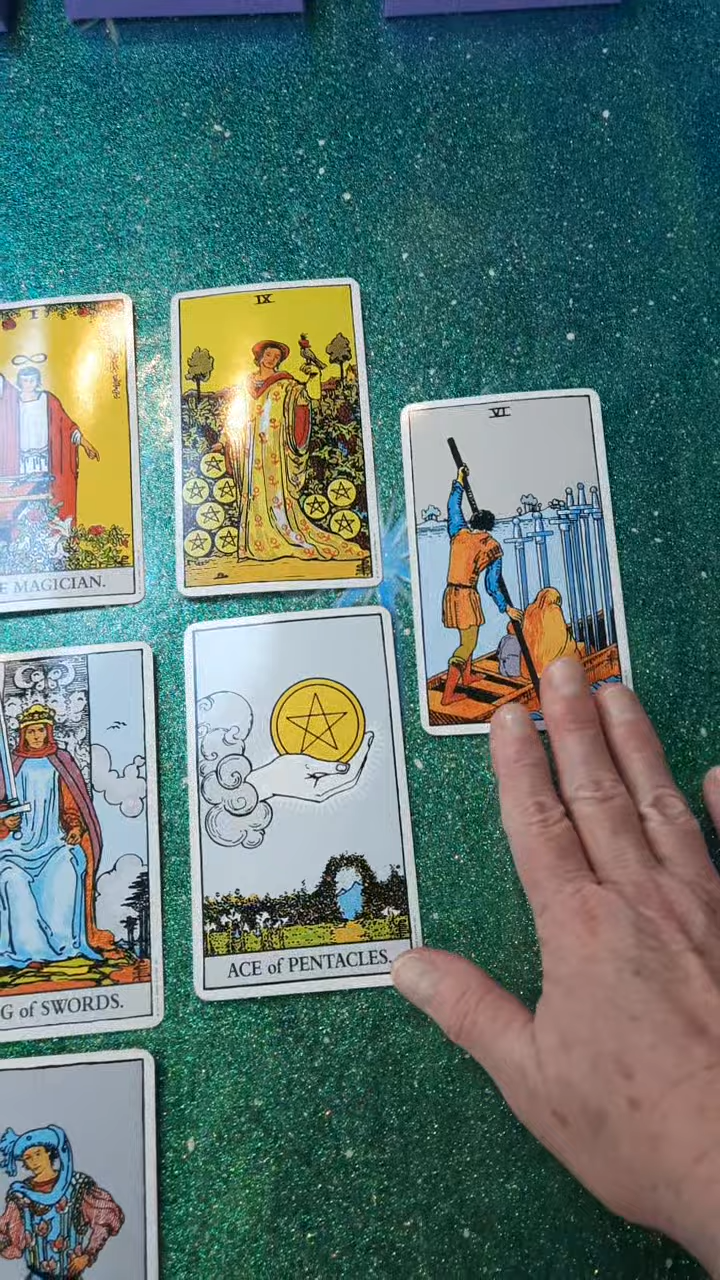 I
E MAGICIAN.
IX
VI
G of SWORDS.
ACE of PENTACLES.